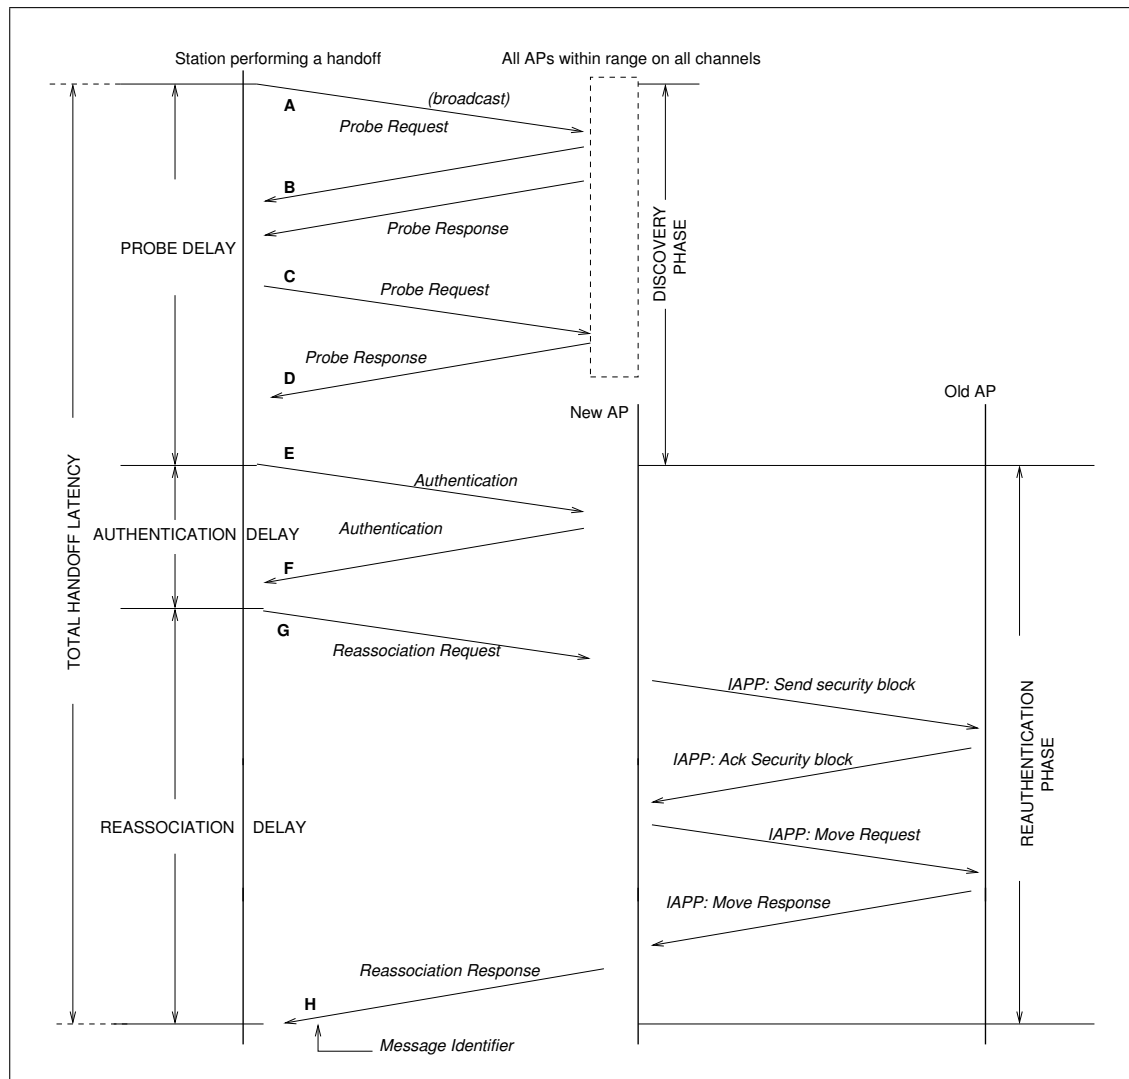 Station performing a handoff
All APs within range on all channels
A
(broadcast)
Probe Request
B
Probe Response
PROBE DELAY
DISCOVERY
PHASE
C
Probe Request
Probe Response
D
New AP
Old AP
E
Authentication
AUTHENTICATION DELAY
Authentication
F
TOTAL HANDOFF LATENCY
G
Reassociation Request
IAPP: Send security block
IAPP: Ack Security block
REAUTHENTICATION
PHASE
REASSOCIATION DELAY
IAPP: Move Request
IAPP: Move Response
Reassociation Response
H
Message Identifier